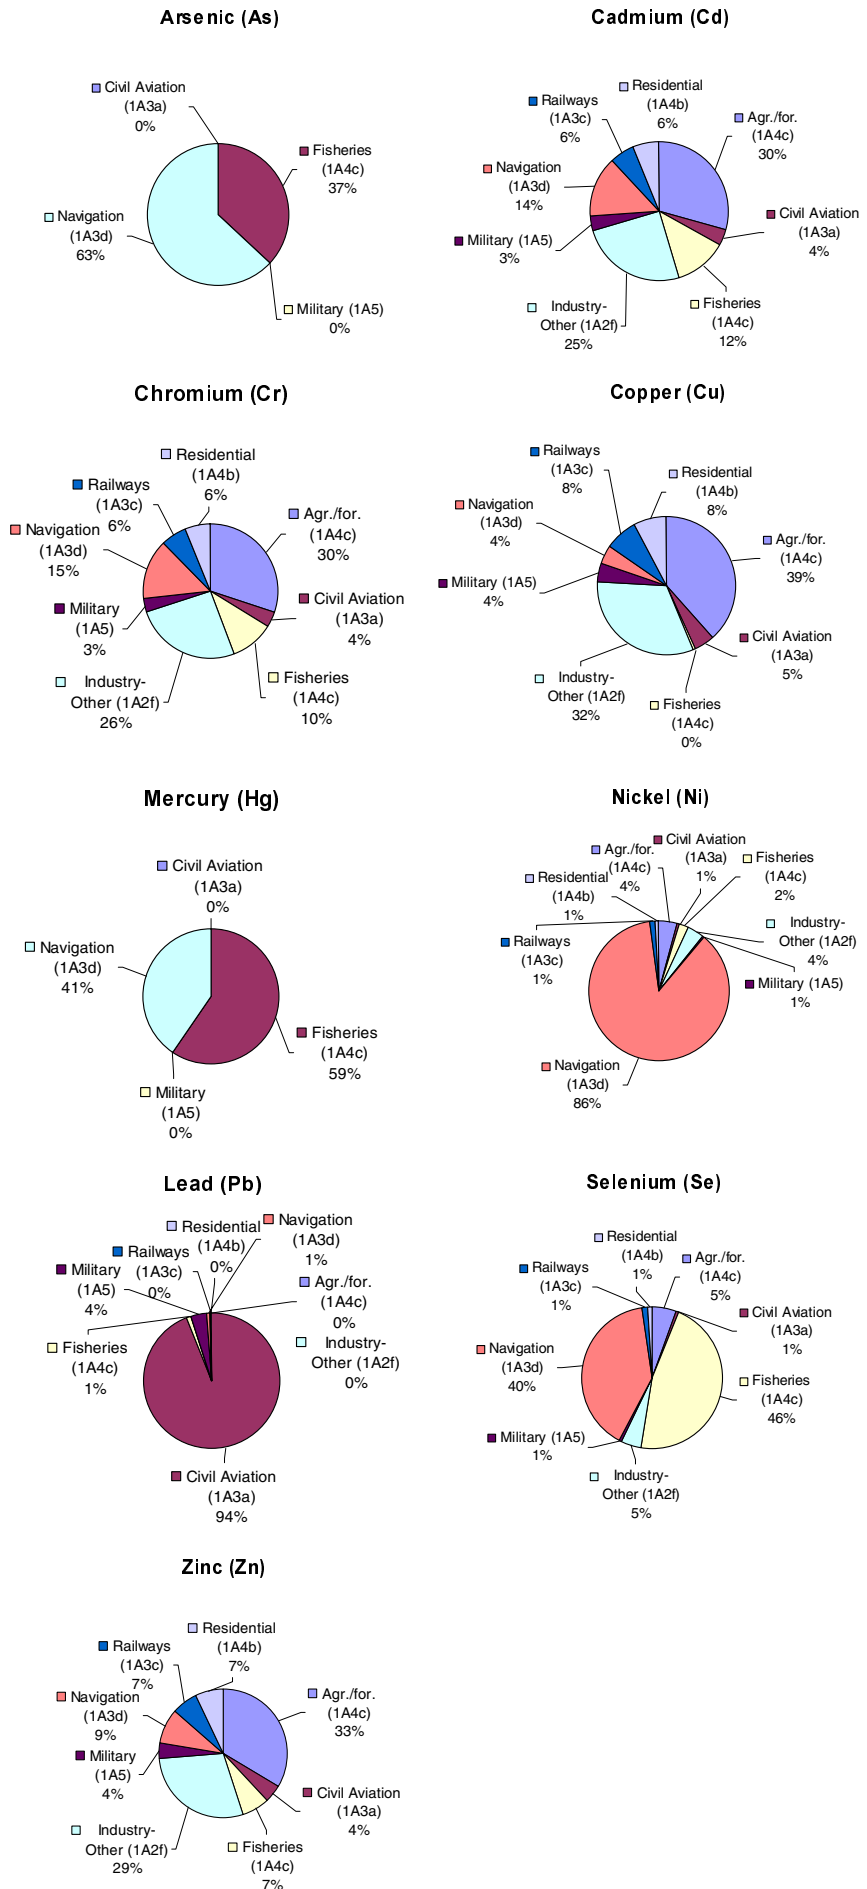 Arsenic (As)
Civil Aviation
(1A3a)
0%
Fisheries
(1A4c)
37%
Navigation
(1A3d)
63%
Military (1A5)
0%
Cadmium (Cd)
Residential
(1A4b)
6%
Railways
(1A3c)
6%
Agr./for.
(1A4c)
30%
Navigation
(1A3d)
14%
Civil Aviation
(1A3a)
4%
Military (1A5)
3%
Fisheries
(1A4c)
12%
Industry-
Other (1A2f)
25%
Chromium (Cr)
Residential
(1A4b)
6%
Railways
(1A3c)
6%
Agr./for.
(1A4c)
30%
Navigation
(1A3d)
15%
Civil Aviation
(1A3a)
4%
Military
(1A5)
3%
Fisheries
(1A4c)
10%
Industry-
Other (1A2f)
26%
Copper (Cu)
Railways
(1A3c)
8%
Residential
(1A4b)
8%
Navigation
(1A3d)
4%
Agr./for.
(1A4c)
39%
Military (1A5)
4%
Civil Aviation
(1A3a)
5%
Industry-
Other (1A2f)
32%
Fisheries
(1A4c)
0%
Mercury (Hg)
Civil Aviation
(1A3a)
0%
Navigation
(1A3d)
41%
Fisheries
(1A4c)
59%
Military
(1A5)
0%
Nickel (Ni)
Civil Aviation
(1A3a)
1%
Agr./for.
(1A4c)
4%
Fisheries
(1A4c)
2%
Residential
(1A4b)
1%
Industry-
Other (1A2f)
4%
Railways
(1A3c)
1%
Military (1A5)
1%
Navigation
(1A3d)
86%
Lead (Pb)
Residential
(1A4b)
0%
Navigation
(1A3d)
1%
Railways
(1A3c)
0%
Military
(1A5)
4%
Agr./for.
(1A4c)
0%
Fisheries
(1A4c)
1%
Industry-
Other (1A2f)
0%
Civil Aviation
(1A3a)
94%
Selenium (Se)
Residential
(1A4b)
1%
Agr./for.
(1A4c)
5%
Railways
(1A3c)
1%
Civil Aviation
(1A3a)
1%
Navigation
(1A3d)
40%
Fisheries
(1A4c)
46%
Military (1A5)
1%
Industry-
Other (1A2f)
5%
Zinc (Zn)
Residential
(1A4b)
7%
Railways
(1A3c)
7%
Agr./for.
(1A4c)
33%
Navigation
(1A3d)
9%
Military
(1A5)
4%
Civil Aviation
(1A3a)
4%
Industry-
Other (1A2f)
29%
Fisheries
(1A4c)
7%